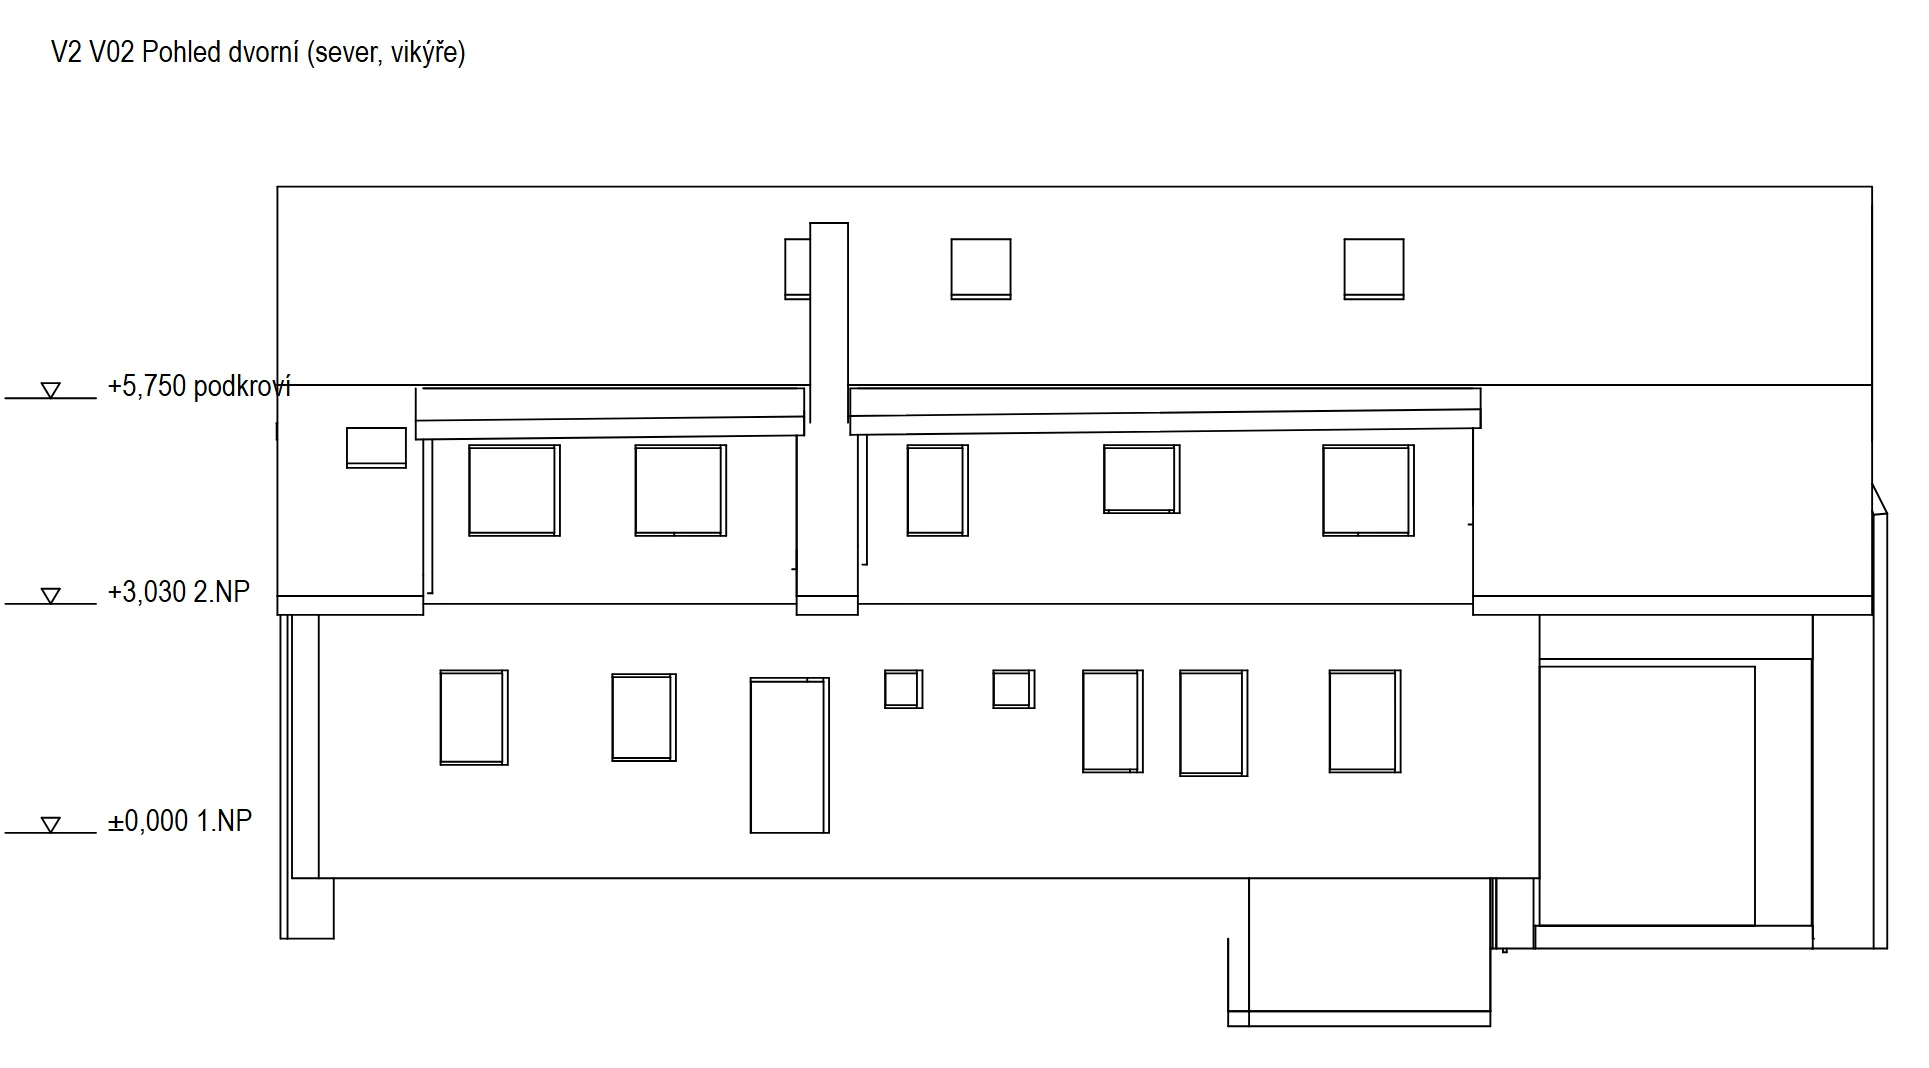 V2 V02 Pohled dvorní (sever, vikýře)
+5,750 podkroví
+3,030 2.NP
±0,000 1.NP